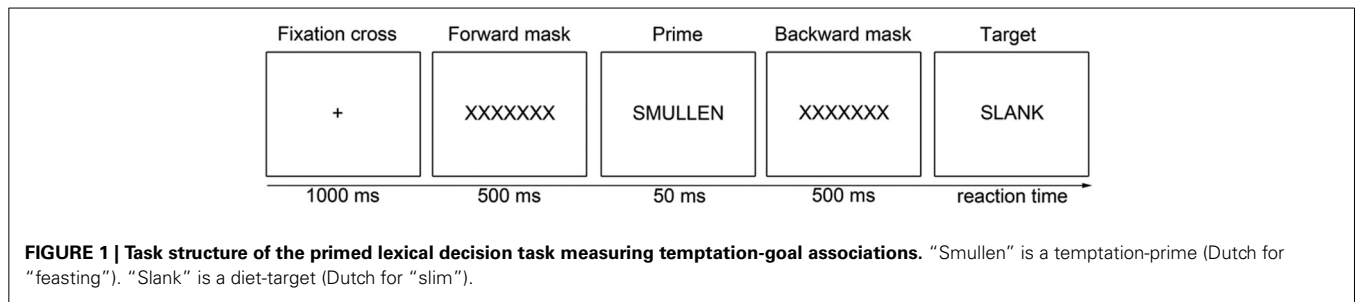 Fixation cross Forward mask Prime Backward mask Target
+ XXXXXXX SMULLEN XXXXXXX SLANK
1000 ms 500 ms 50 ms 500 ms reaction time
FIGURE 1 | Task structure of the primed lexical decision task measuring temptation-goal associations. “Smullen” is a temptation-prime (Dutch for
“feasting”). “Slank” is a diet-target (Dutch for “slim”).